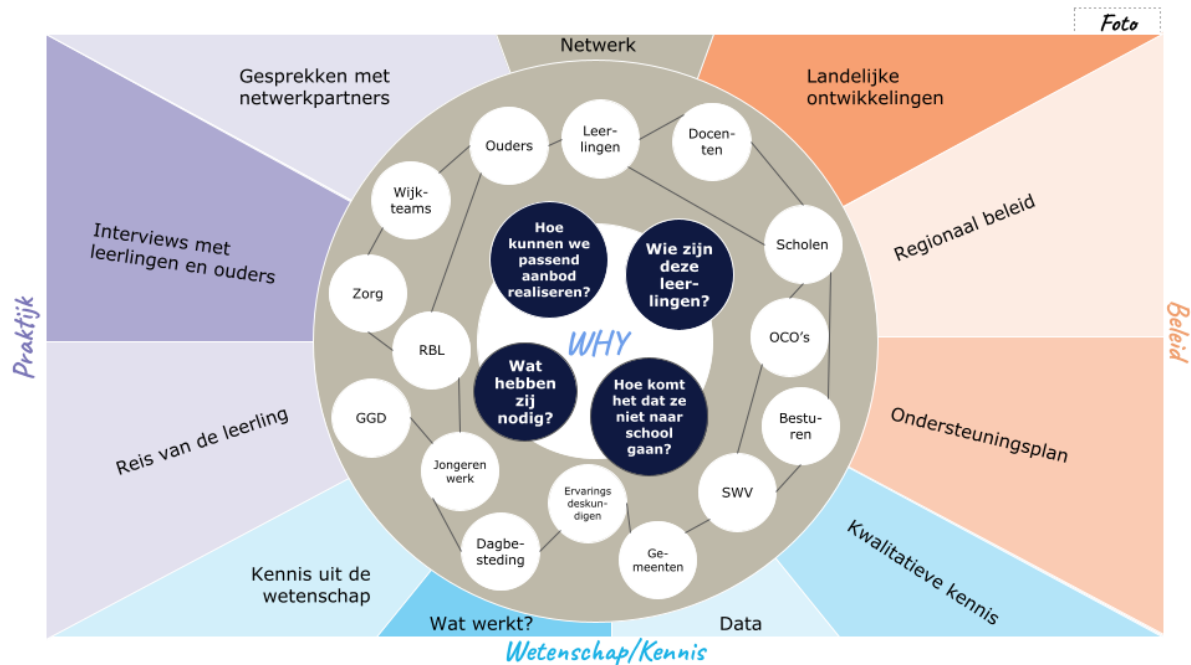 Foto
Netwerk
Gesprekken met
netwerkpartners
Landelijke
ontwikkelingen
Interviews met
leerlingen en ouders
Regionaal beleid
Praktijk
Beleid
Reis van de leerling
Ondersteuningsplan
Kennis uit de
wetenschap
Kwalitatieve kennis
Wat werkt?
Data
Wetenschap/Kennis
Ouders
Leer-
lingen
Docen-
ten
Wijk-
teams
Scholen
Zorg
RBL
OCO's
GGD
Bestu-
ren
Jongeren
werk
SWV
Ervarings
deskun-
digen
Dagbe-
steding
Ge-
meenten
Hoe
kunnen we
passend
aanbod
realiseren?
Wie zijn
deze
leer-
lingen?
WHY
Wat
hebben
zij
nodig?
Hoe komt
het dat ze
niet naar
school
gaan?